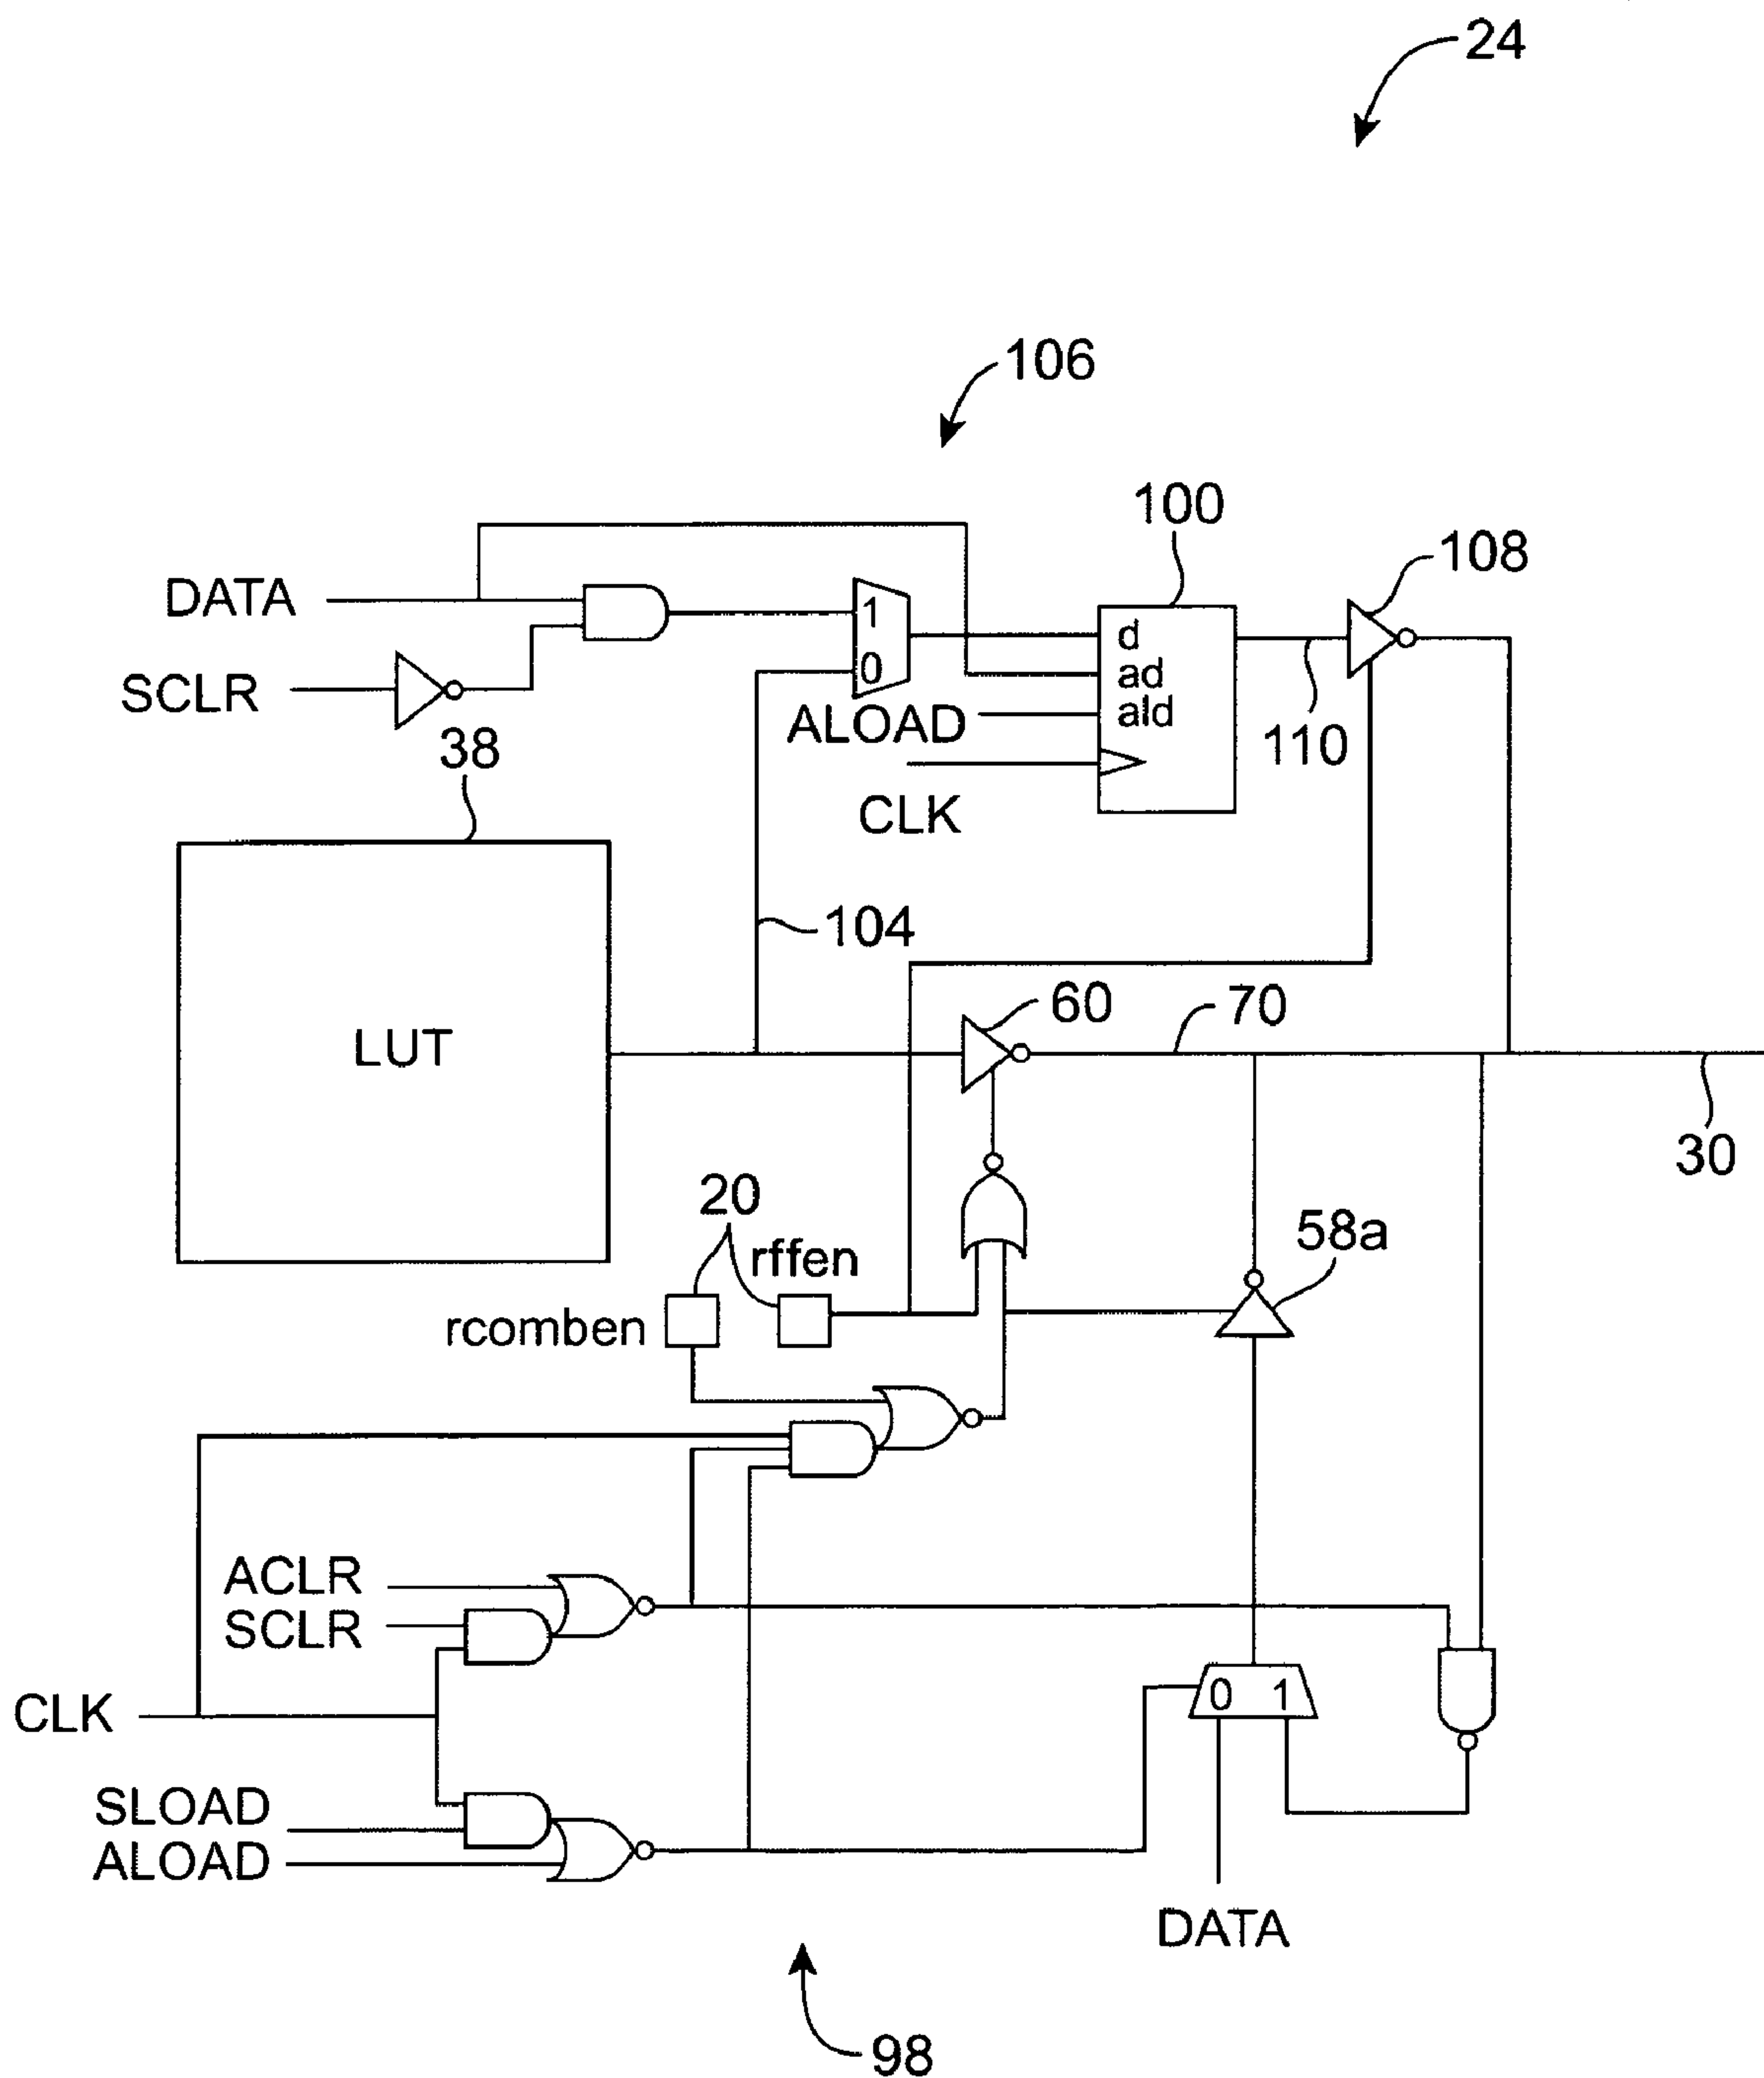 24
106
100
108
DATA
1
d
SCLR
0
ad
ALOAD
ald
110
38
CLK
104
60
70
LUT
30
20
rffen
58a
rcomben
ACLR
SCLR
CLK
0 1
SLOAD
ALOAD
DATA
98